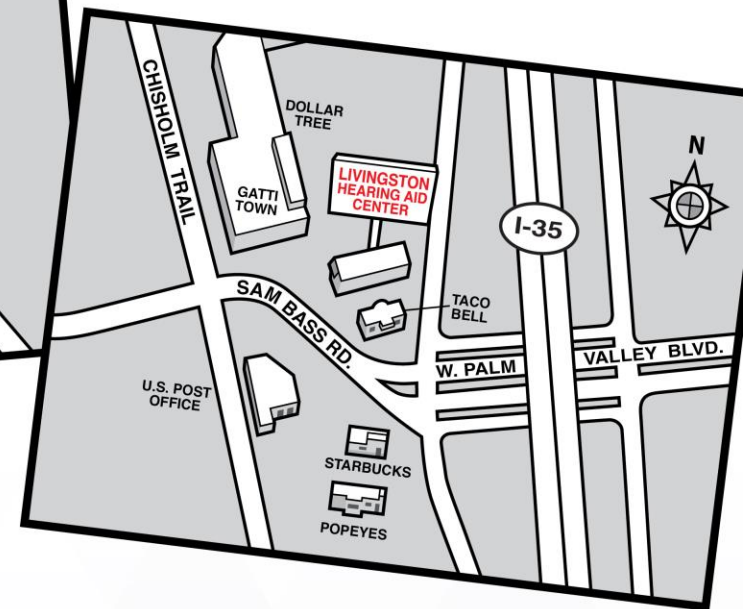 CHISHOLM TRAIL
DOLLAR
TREE
N
LIVINGSTON
HEARING AID
CENTER
GATTI
TOWN
I-35
SAM BASS RD.
TACO
BELL
W. PALM
VALLEY BLVD.
U.S. POST
OFFICE
STARBUCKS
POPEYES